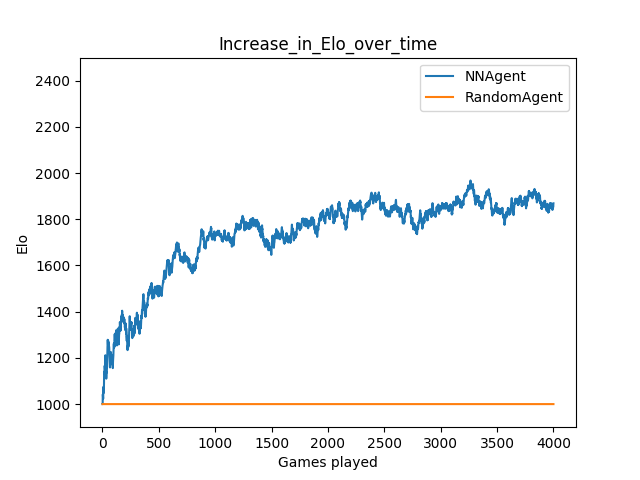 Increase_in_Elo_over_time
NNAgent
RandomAgent
2400
2200
2000
1800
1600
1400
1200
1000
Elo
0 500 1000 1500 2000 2500 3000 3500 4000
Games played